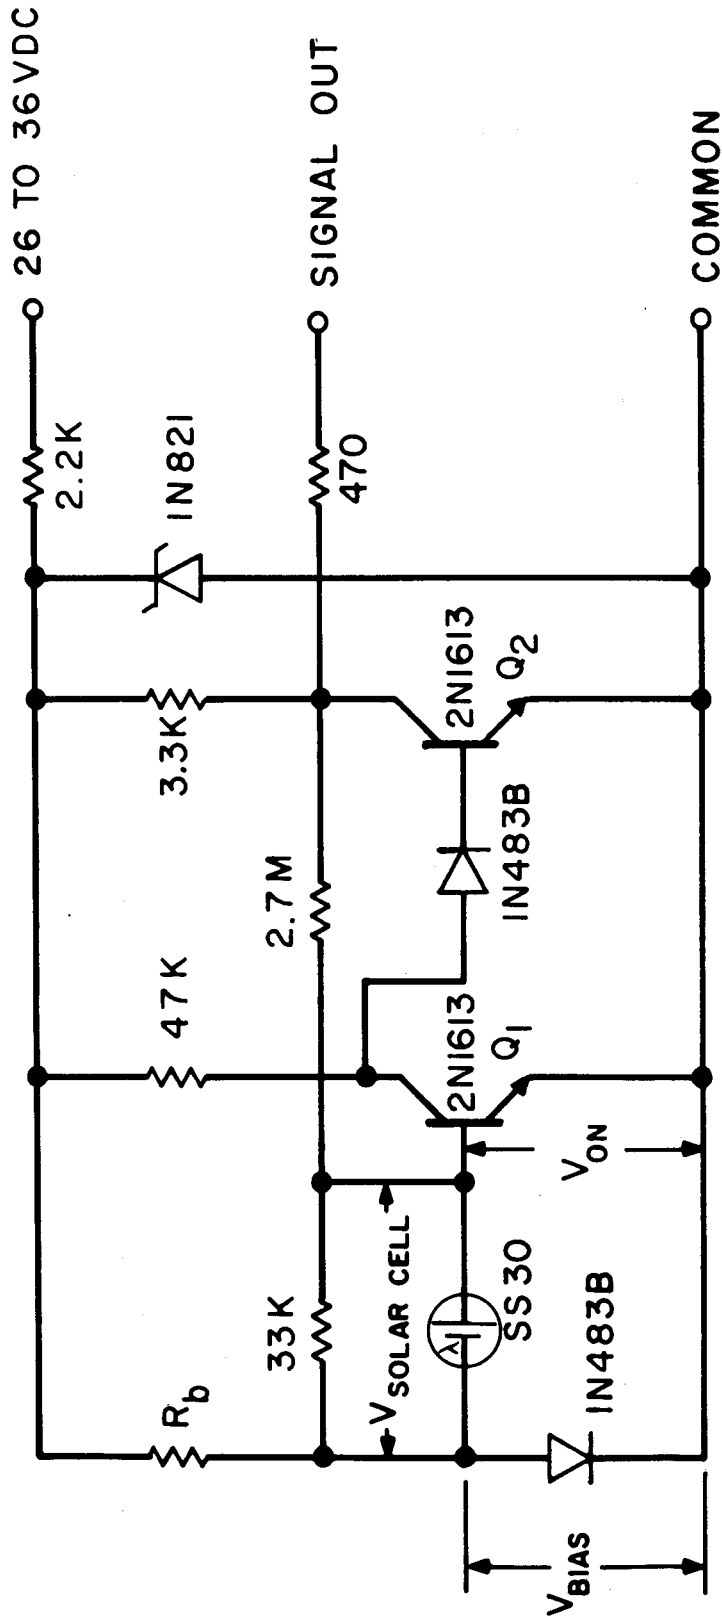 26 TO 36VDC
2.2K
IN821
3.3K
47K
Rb
SIGNAL OUT
470
2.7M
33K
2N1613
Q2
IN483B
2N1613
Q1
VSOLAR CELL
λ
SS30
VON
IN483B
VBIAS
COMMON